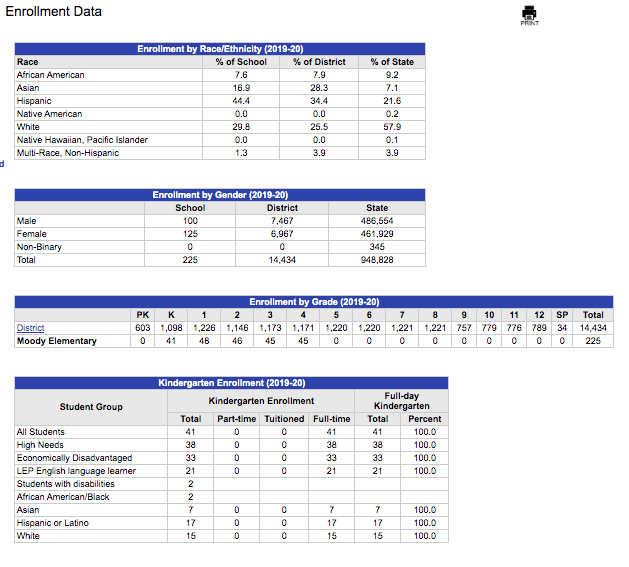 Enrollment Data
PRINT
Enrollment by Race/Ethnicity (2019-20)
Race % of School % of District % of State
African American 7.6 7.9 9.2
Asian 16.9 28.3 7.1
Hispanic 44.4 34.4 21.6
Native American 0.0 0.0 0.2
White 29.8 25.5 57.9
Native Hawaiian, Pacific Islander 0.0 0.0 0.1
Multi-Race, Non-Hispanic 1.3 3.9 3.9
d
Enrollment by Gender (2019-20)
School District State
Male 100 7,467 486,554
Female 125 6,967 461,929
Non-Binary 0 0 345
Total 225 14,434 948,828
Enrollment by Grade (2019-20)
PK K 1 2 3 4 5 6 7 8 9 10 11 12 SP Total
District 603 1,098 1,226 1,146 1,173 1,171 1,220 1,220 1,221 1,221 757 779 776 789 34 14,434
Moody Elementary 0 41 48 46 45 45 0 0 0 0 0 0 0 0 0 225
Kindergarten Enrollment (2019-20)
Student Group Kindergarten Enrollment Full-day Kindergarten
Total Part-time Tuitioned Full-time Total Percent
All Students 41 0 0 41 41 100.0
High Needs 38 0 0 38 38 100.0
Economically Disadvantaged 33 0 0 33 33 100.0
LEP English language learner 21 0 0 21 21 100.0
Students with disabilities 2
African American/Black 2
Asian 7 0 0 7 7 100.0
Hispanic or Latino 17 0 0 17 17 100.0
White 15 0 0 15 15 100.0